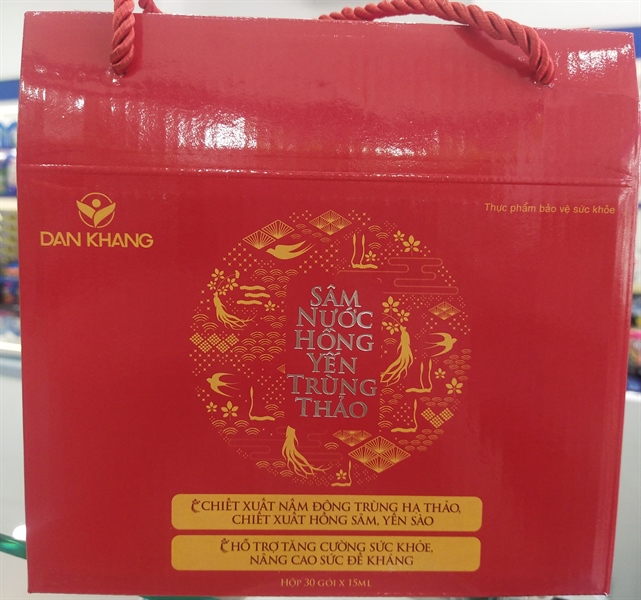 DAN KHANG
Thực phẩm bảo vệ sức khỏe
SÂM
NƯỚC
HỒNG
YẾN
TRÙNG
THẢO
CHIẾT XUẤT NẤM ĐÔNG TRÙNG HẠ THẢO,
CHIẾT XUẤT HỒNG SÂM, YẾN SÀO
HỖ TRỢ TĂNG CƯỜNG SỨC KHỎE,
NÂNG CAO SỨC ĐỀ KHÁNG
HỘP 30 GÓI X 15ML